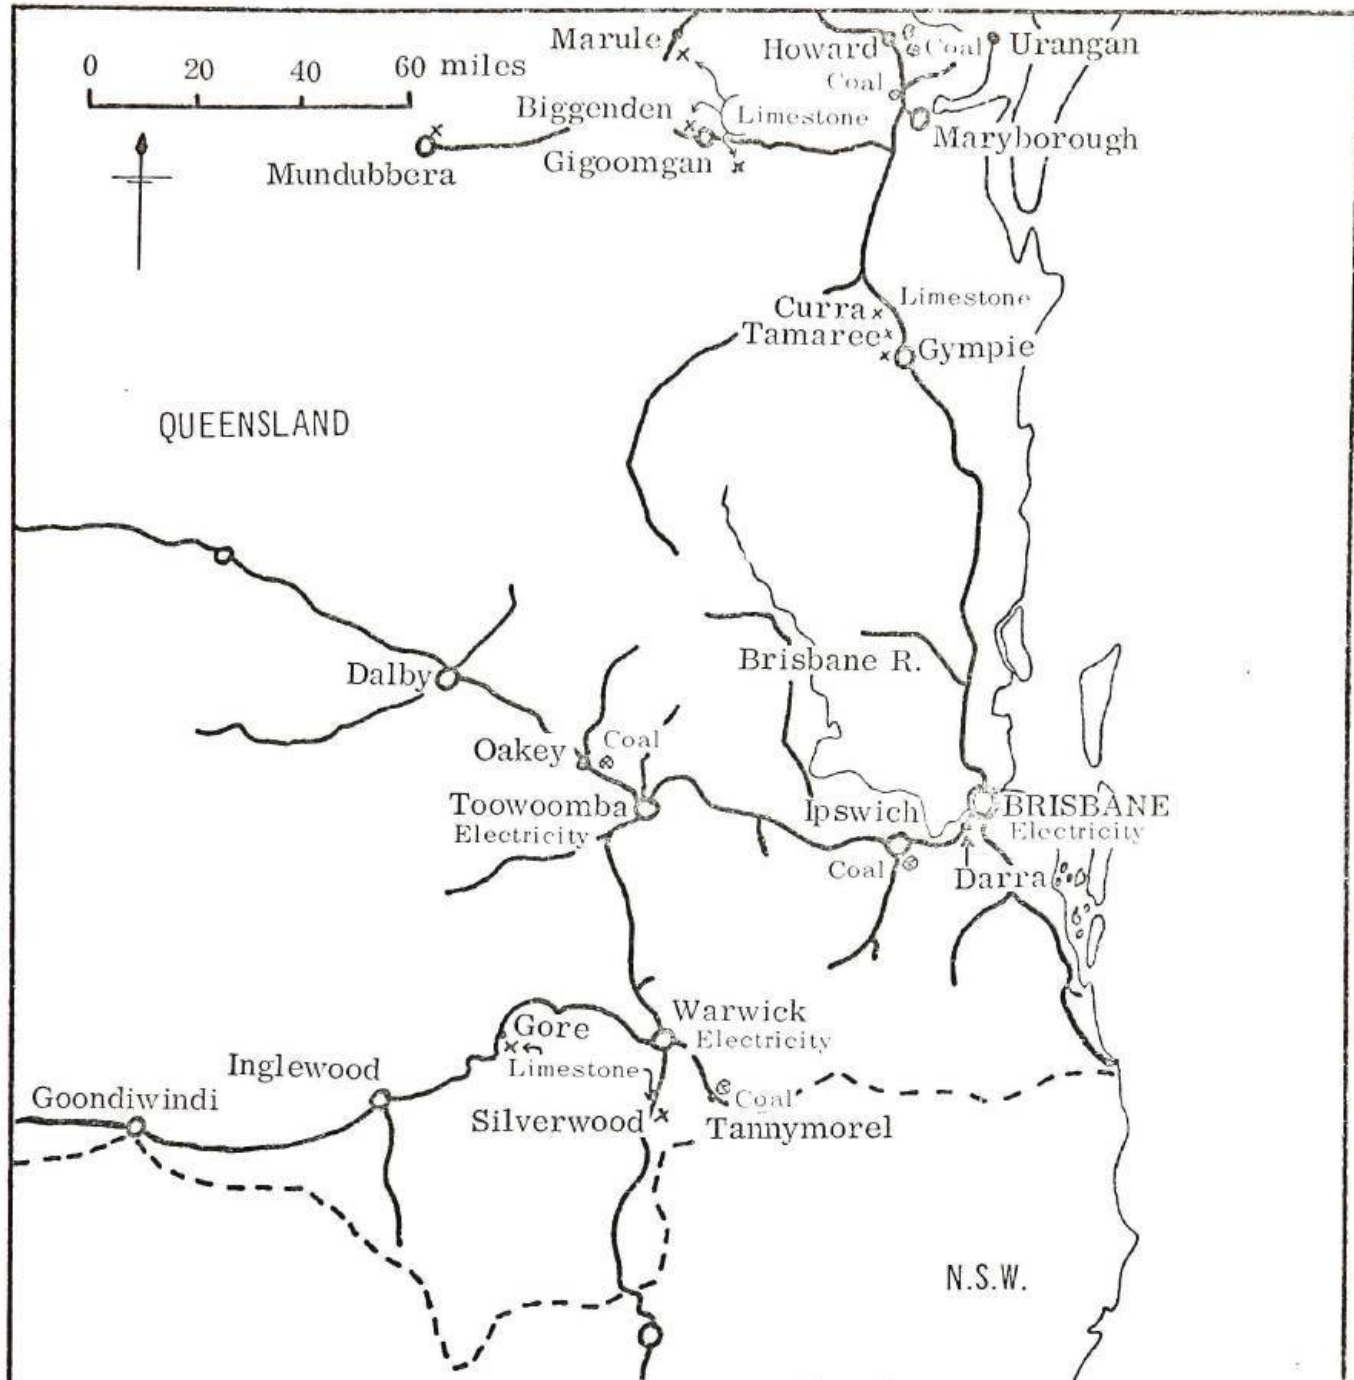 Marule
Howard
Coal
Urangan
0 20 40 60 miles
Coal
Biggenden
Limestone
Maryborough
Mundubbera
Gigoomgan
Curra
Limestone
Tamaree
Gympie
QUEENSLAND
Brisbane R.
Dalby
Oakey
Coal
Toowoomba
Ipswich
BRISBANE
Electricity
Electricity
Coal
Darra
Warwick
Gore
Electricity
Inglewood
Limestone
Goondiwindi
Coal
Silverwood
Tannymorel
N.S.W.